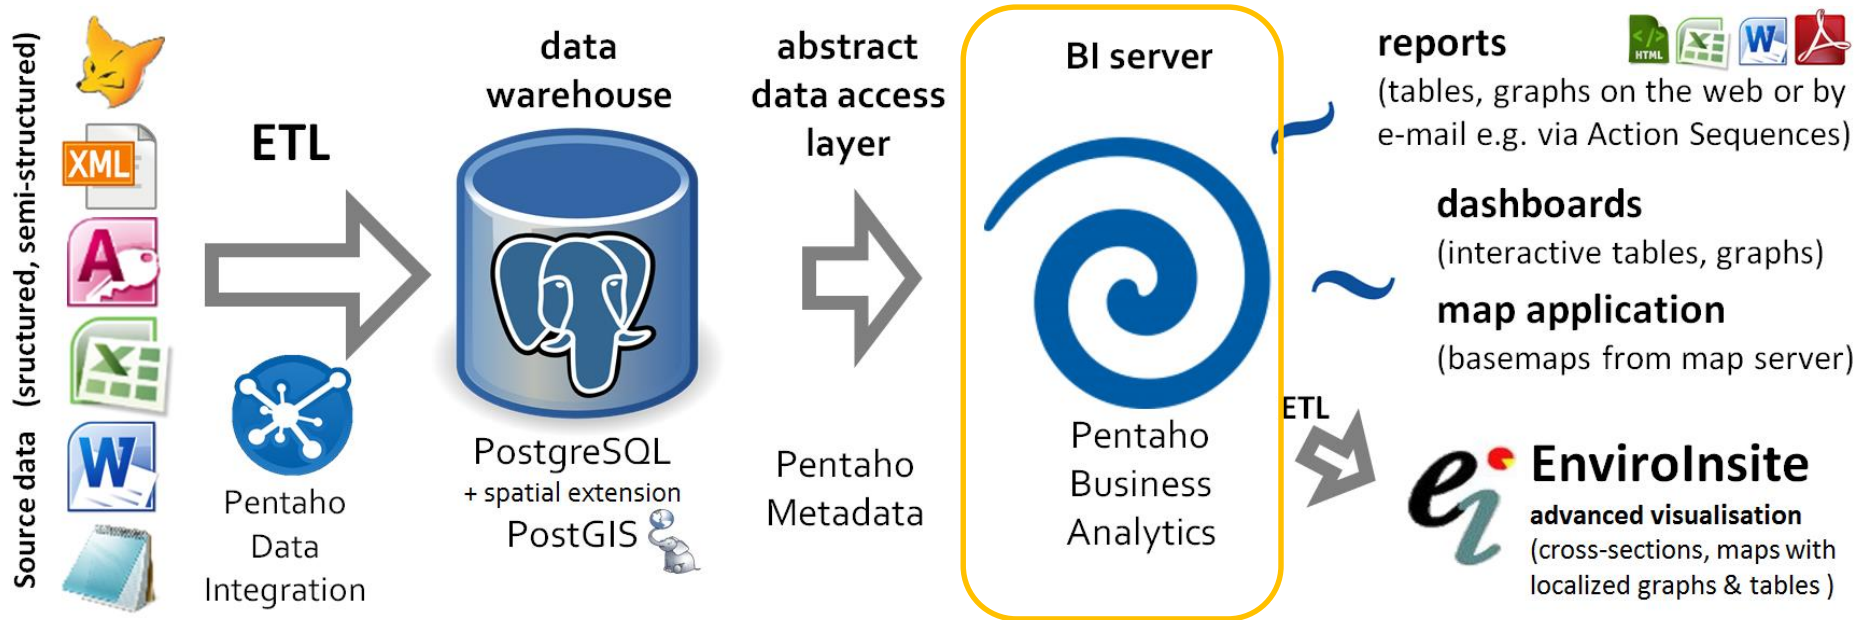 Source data (sructured, semi-structured)
XML
A
X
W
ETL
Pentaho
Data
Integration
data
warehouse
PostgreSQL
+ spatial extension
PostGIS
abstract
data access
layer
Pentaho
Metadata
BI server
Pentaho
Business
Analytics
reports
HTML
X
W
(tables, graphs on the web or by
e-mail e.g. via Action Sequences)
dashboards
(interactive tables, graphs)
map application
(basemaps from map server)
ETL
ei
EnviroInsite
advanced visualisation
(cross-sections, maps with
localized graphs & tables )